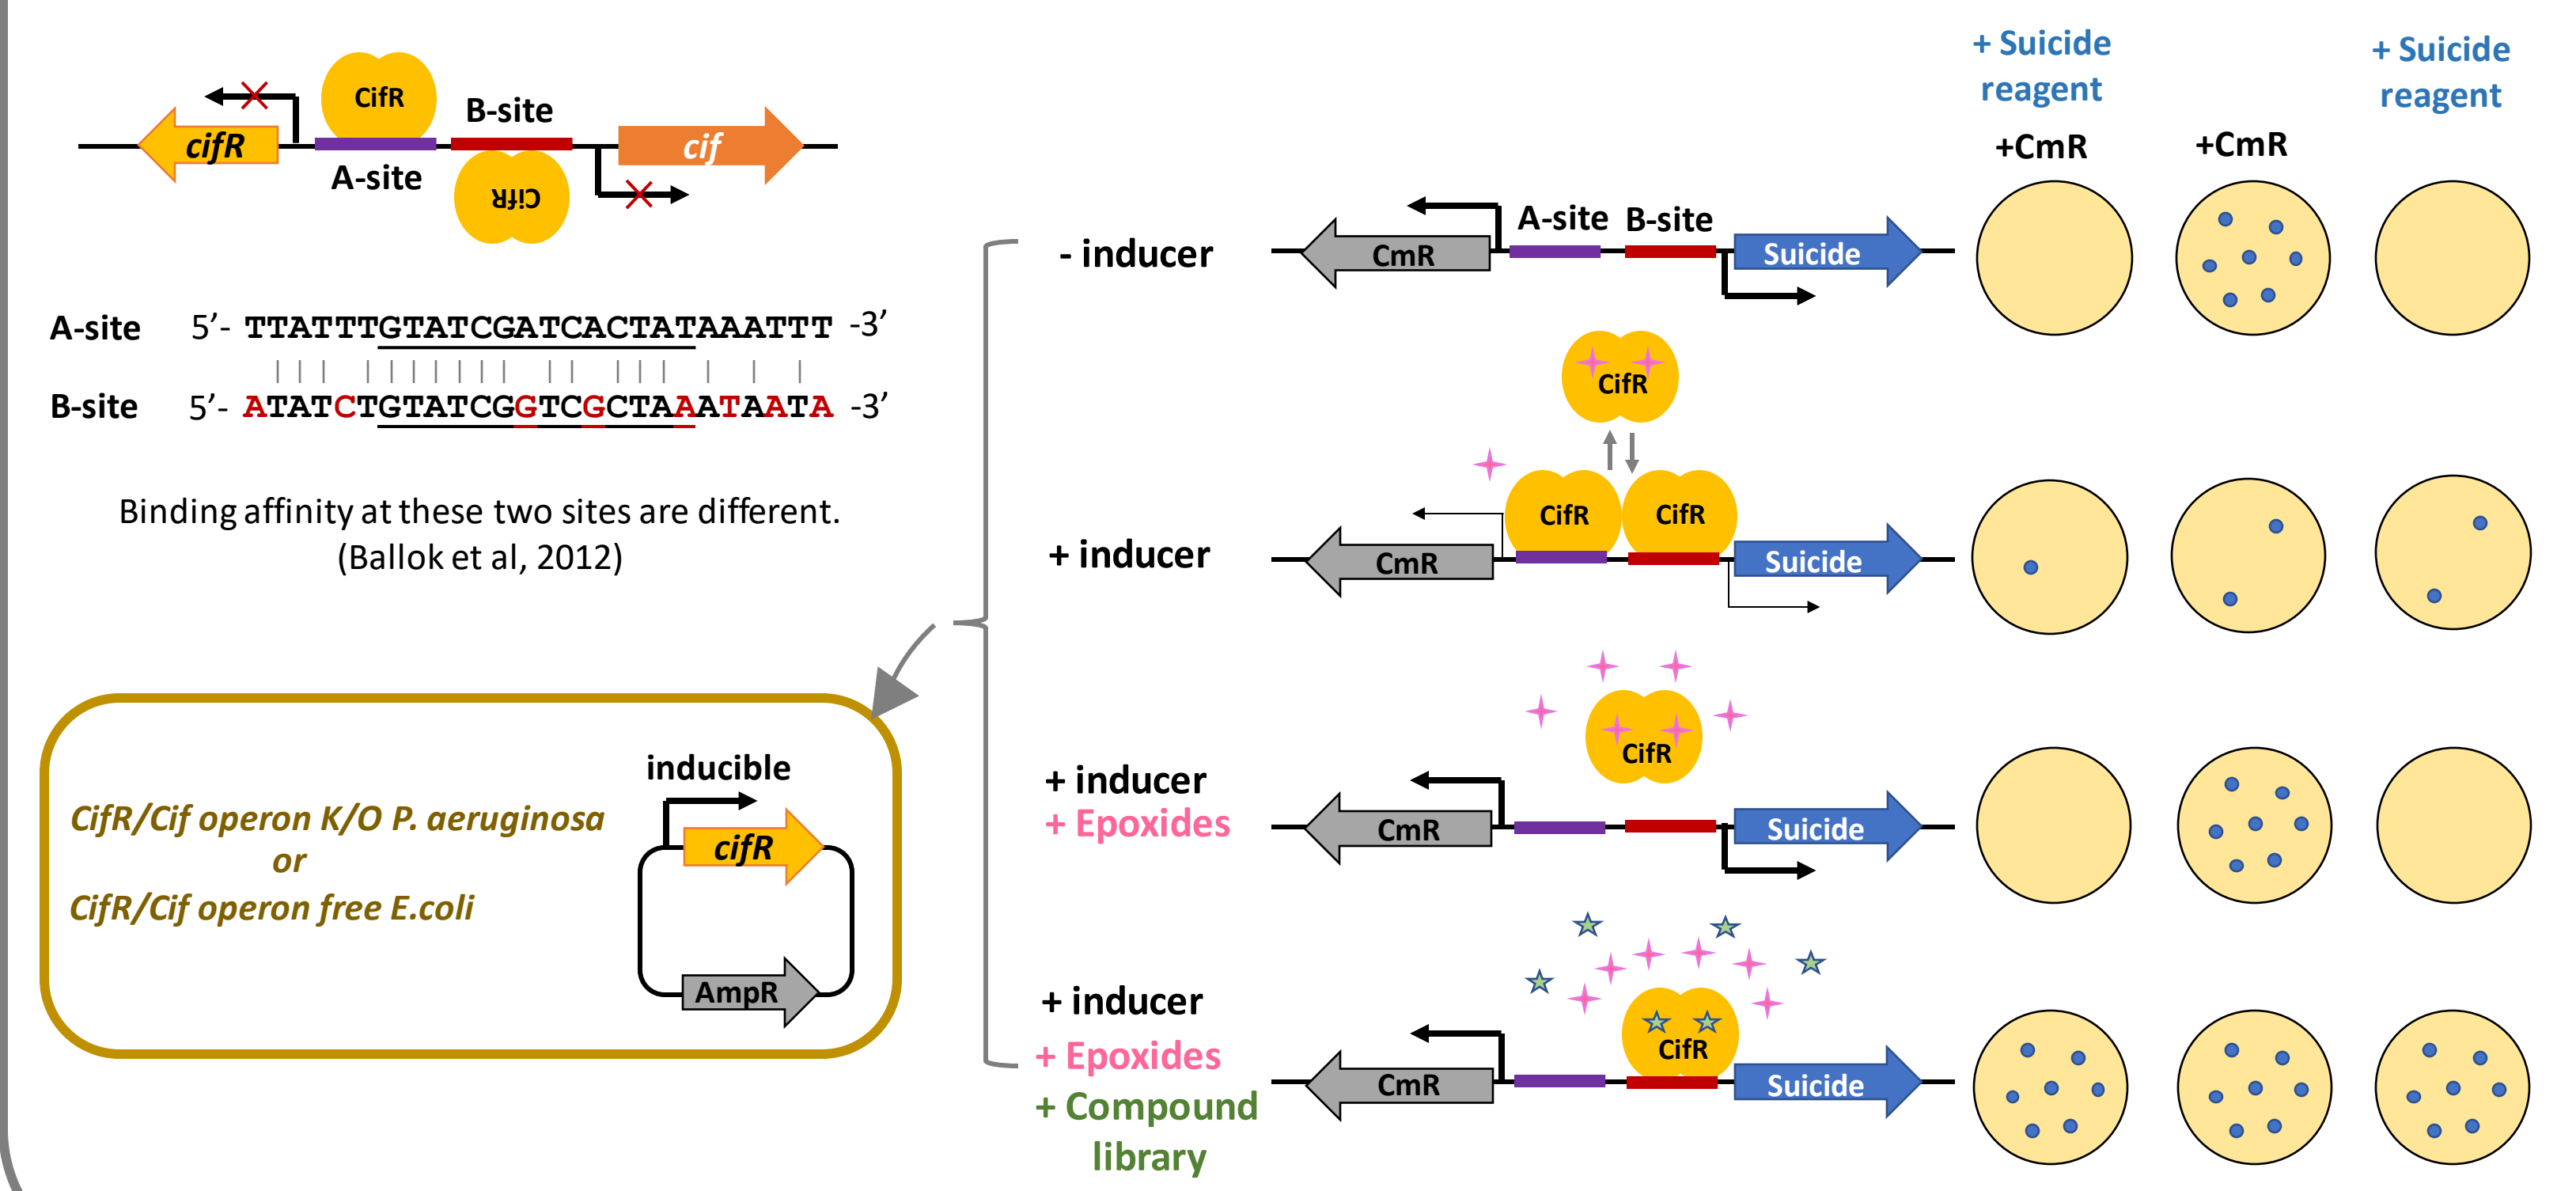 CifR
B-site
cifR
cif
A-site
CifR
A-site 5’- TTATTTGTATCGATCACTATAAATTT -3’
B-site 5’- ATATCTGTATCGGTCGCTAAATAATA -3’
Binding affinity at these two sites are different.
(Ballok et al, 2012)
inducible
CifR/Cif operon K/O P. aeruginosa
or
CifR/Cif operon free E.coli
cifR
AmpR
+ Suicide
reagent
+CmR
+CmR
+ Suicide
reagent
- inducer
A-site B-site
CmR
Suicide
CifR
CifR
CifR
+ inducer
CmR
Suicide
CifR
+ inducer
+ Epoxides
CmR
Suicide
+ inducer
+ Epoxides
+ Compound
library
CifR
CmR
Suicide